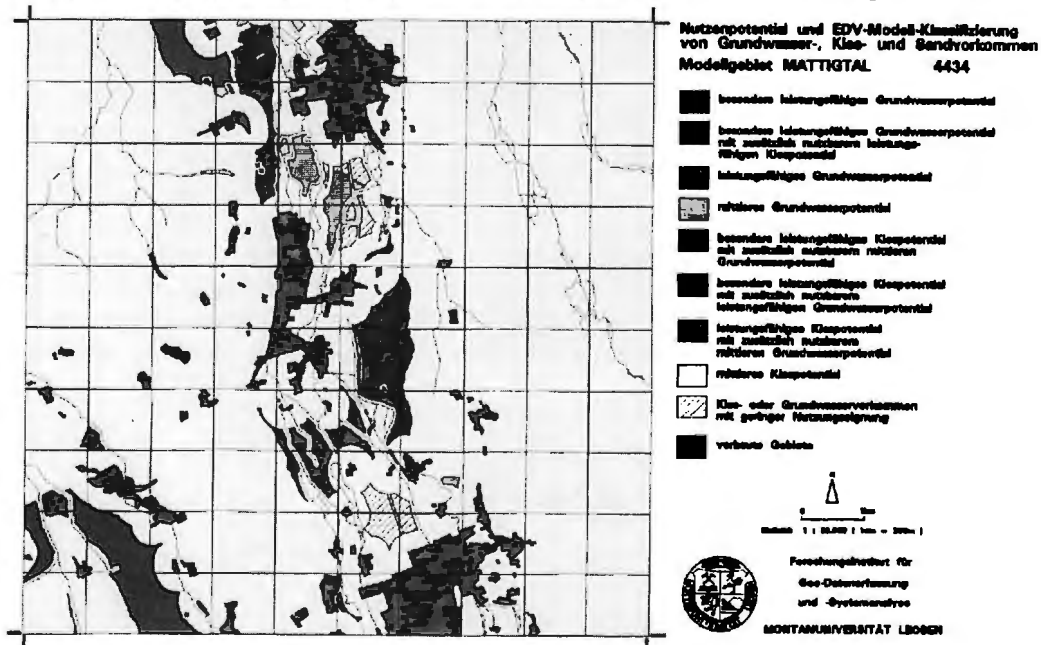 Nutzenpotential und EDV-Modell-Klassifizierung
von Grundwasser-, Kies- und Sandvorkommen
Modellgebiet MATTIGTAL 4434
besonders leistungsfähiges Grundwasserpotential
besonders leistungsfähiges Grundwasserpotential
mit zusätzlich nutzbarem leistungs-
fähigen Kiespotential
leistungsfähiges Grundwasserpotential
mittleres Grundwasserpotential
besonders leistungsfähiges Kiespotential
mit zusätzlich nutzbarem mittleren
Grundwasserpotential
besonders leistungsfähiges Kiespotential
mit zusätzlich nutzbarem
leistungsfähigen Grundwasserpotential
leistungsfähiges Kiespotential
mit zusätzlich nutzbarem
mittleren Grundwasserpotential
mittleres Kiespotential
Kies- oder Grundwasservorkommen
mit geringer Nutzungseignung
verbaute Gebiete
N
0 1km
Forschungsinstitut für
Geo-Datenerfassung
und -Systemanalyse
MONTANUNIVERSITÄT LEOBEN